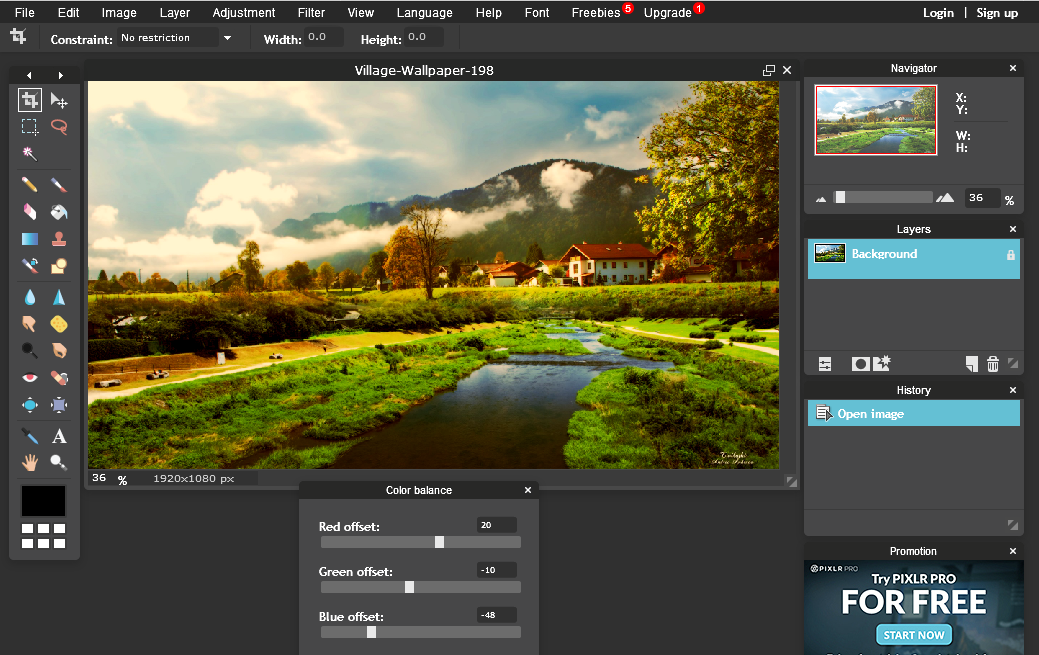 File Edit Image Layer Adjustment Filter View Language Help Font Freebies 5 Upgrade 1 Login | Sign up
Constraint: No restriction Width: 0.0 Height: 0.0
Village-Wallpaper-198
36 % 1920x1080 px
Color balance
Red offset: 20
Green offset: -10
Blue offset: -48
Navigator
X:
Y:
W:
H:
36 %
Layers
Background
History
Open image
Promotion
PIXLR PRO
Try PIXLR PRO
FOR FREE
START NOW